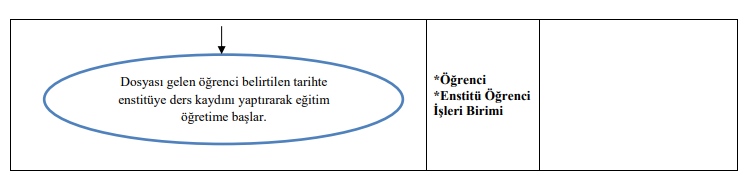 Dosyası gelen öğrenci belirtilen tarihte
enstitüye ders kaydını yaptırarak eğitim
öğretime başlar.
*Öğrenci
*Enstitü Öğrenci
İşleri Birimi